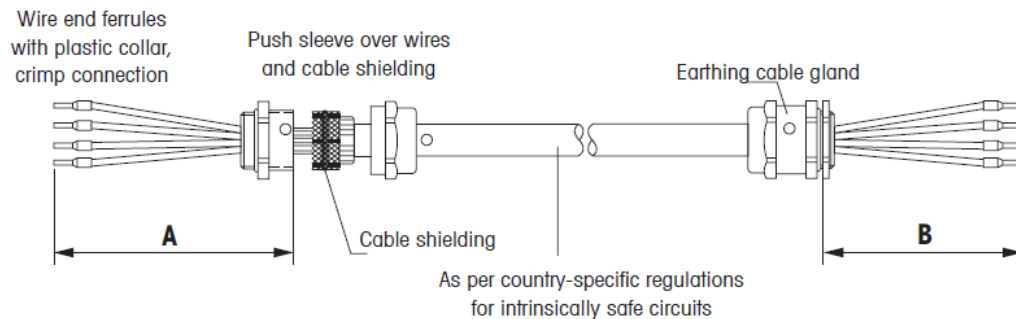 Wire end ferrules
with plastic collar,
crimp connection
Push sleeve over wires
and cable shielding
Earthing cable gland
A
B
Cable shielding
As per country-specific regulations
for intrinsically safe circuits